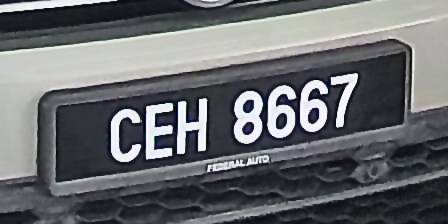 CEH 8667
FEDERAL AUTO